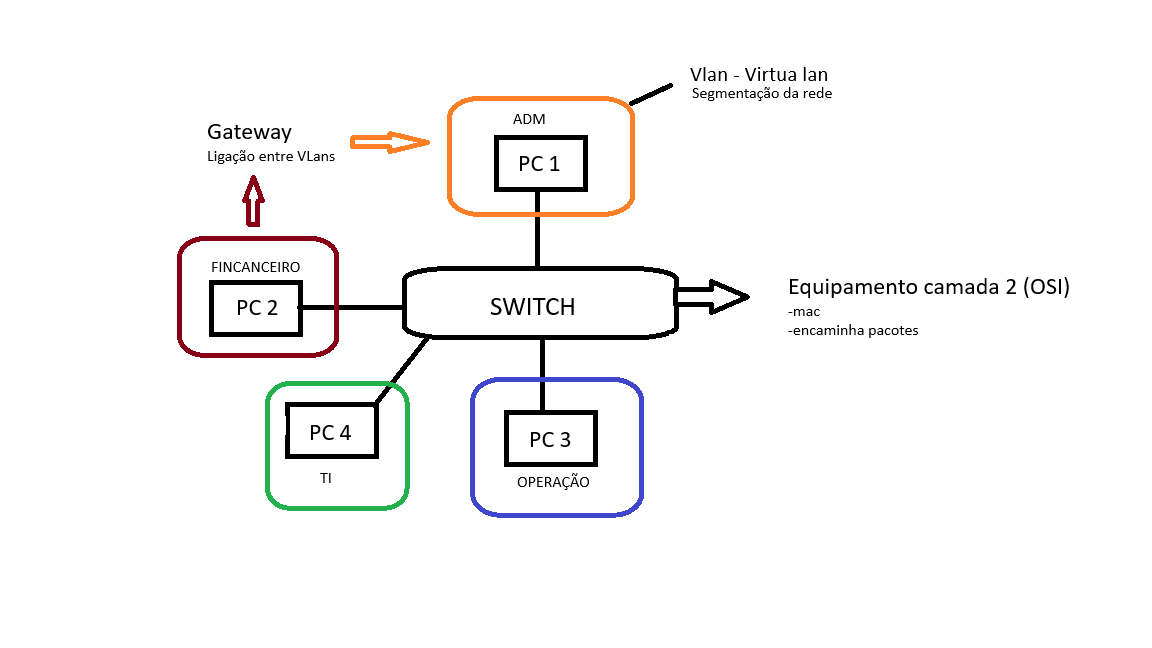 Vlan - Virtua lan
Segmentação da rede
ADM
PC 1
Gateway
Ligação entre VLans
FINCANCEIRO
PC 2
SWITCH
Equipamento camada 2 (OSI)
-mac
-encaminha pacotes
PC 4
TI
PC 3
OPERAÇÃO